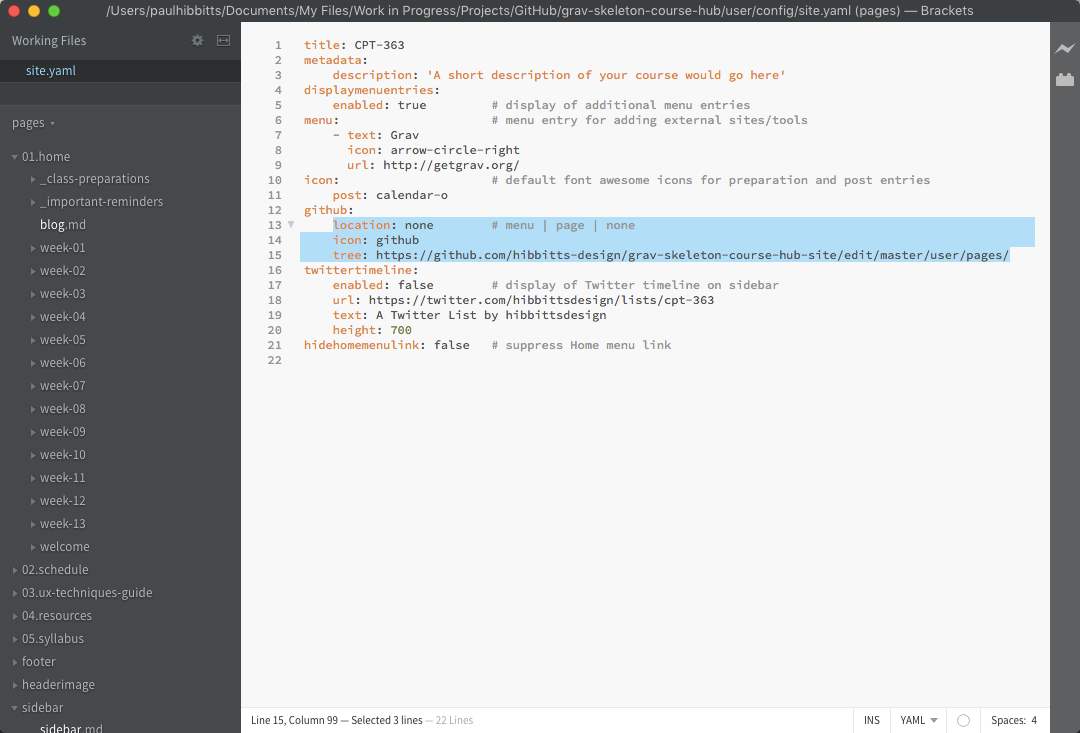 /Users/paulhibbitts/Documents/My Files/Work in Progress/Projects/GitHub/grav-skeleton-course-hub/user/config/site.yaml (pages) — Brackets
Working Files
site.yaml
pages
01.home
_class-preparations
_important-reminders
blog.md
week-01
week-02
week-03
week-04
week-05
week-06
week-07
week-08
week-09
week-10
week-11
week-12
week-13
welcome
02.schedule
03.ux-techniques-guide
04.resources
05.syllabus
footer
headerimage
sidebar
sidebar.md
1 title: CPT-363
2 metadata:
3     description: 'A short description of your course would go here'
4 displaymenuentries:
5     enabled: true         # display of additional menu entries
6 menu:                     # menu entry for adding external sites/tools
7     - text: Grav
8       icon: arrow-circle-right
9       url: http://getgrav.org/
10 icon:                     # default font awesome icons for preparation and post entries
11     post: calendar-o
12 github:
13     location: none        # menu | page | none
14     icon: github
15     tree: https://github.com/hibbitts-design/grav-skeleton-course-hub-site/edit/master/user/pages/
16 twittertimeline:
17     enabled: false        # display of Twitter timeline on sidebar
18     url: https://twitter.com/hibbittsdesign/lists/cpt-363
19     text: A Twitter List by hibbittsdesign
20     height: 700
21 hidehomemenulink: false   # suppress Home menu link
22
Line 15, Column 99 — Selected 3 lines — 22 Lines
INS YAML Spaces: 4